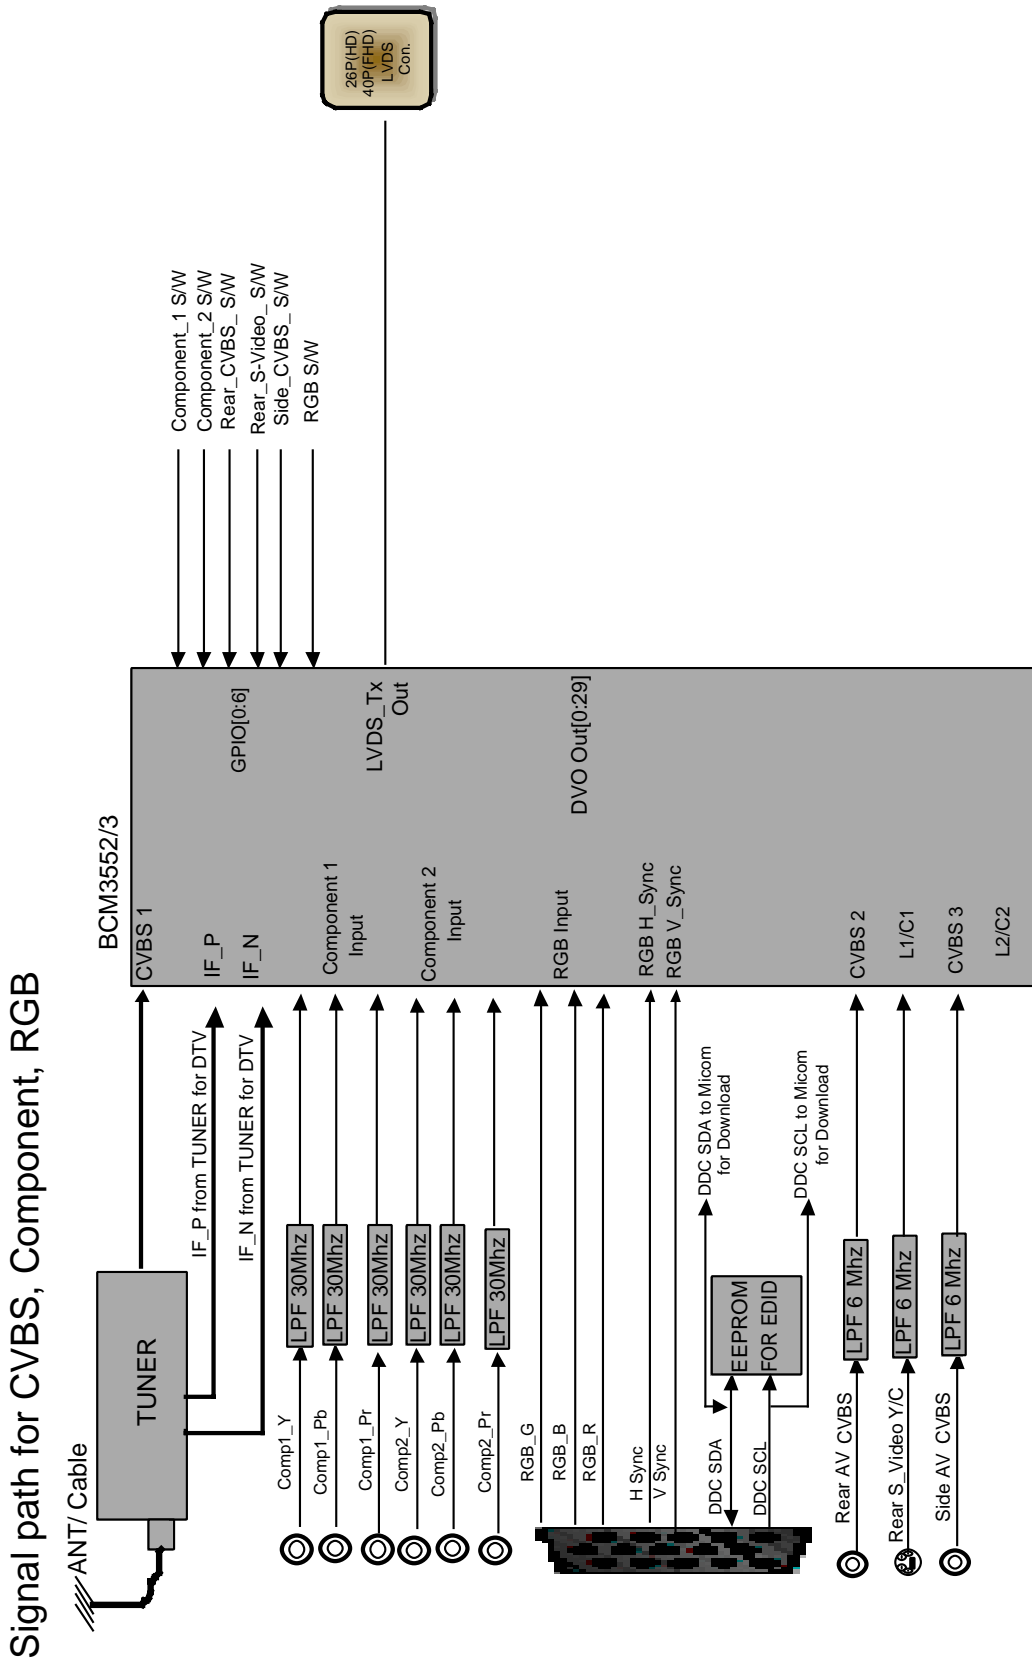 Signal path for CVBS, Component, RGB
ANT/ Cable
TUNER
IF_P from TUNER for DTV
IF_N from TUNER for DTV
BCM3552/3
CVBS 1
IF_P
IF_N
Component 1
Input
Component 2
Input
RGB Input
RGB H_Sync
RGB V_Sync
CVBS 2
L1/C1
CVBS 3
L2/C2
GPIO[0:6]
LVDS_Tx
Out
DVO Out[0:29]
Component_1 S/W
Component_2 S/W
Rear_CVBS_ S/W
Rear_S-Video_ S/W
Side_CVBS_ S/W
RGB S/W
26P(HD)
40P(FHD)
LVDS
Con.
Comp1_Y
LPF 30Mhz
Comp1_Pb
LPF 30Mhz
Comp1_Pr
LPF 30Mhz
Comp2_Y
LPF 30Mhz
Comp2_Pb
LPF 30Mhz
Comp2_Pr
LPF 30Mhz
RGB_G
RGB_B
RGB_R
H Sync
V Sync
DDC SDA
DDC SCL
EEPROM
FOR EDID
DDC SDA to Micom
for Download
DDC SCL to Micom
for Download
Rear AV CVBS
LPF 6 Mhz
Rear S_Video Y/C
LPF 6 Mhz
Side AV CVBS
LPF 6 Mhz